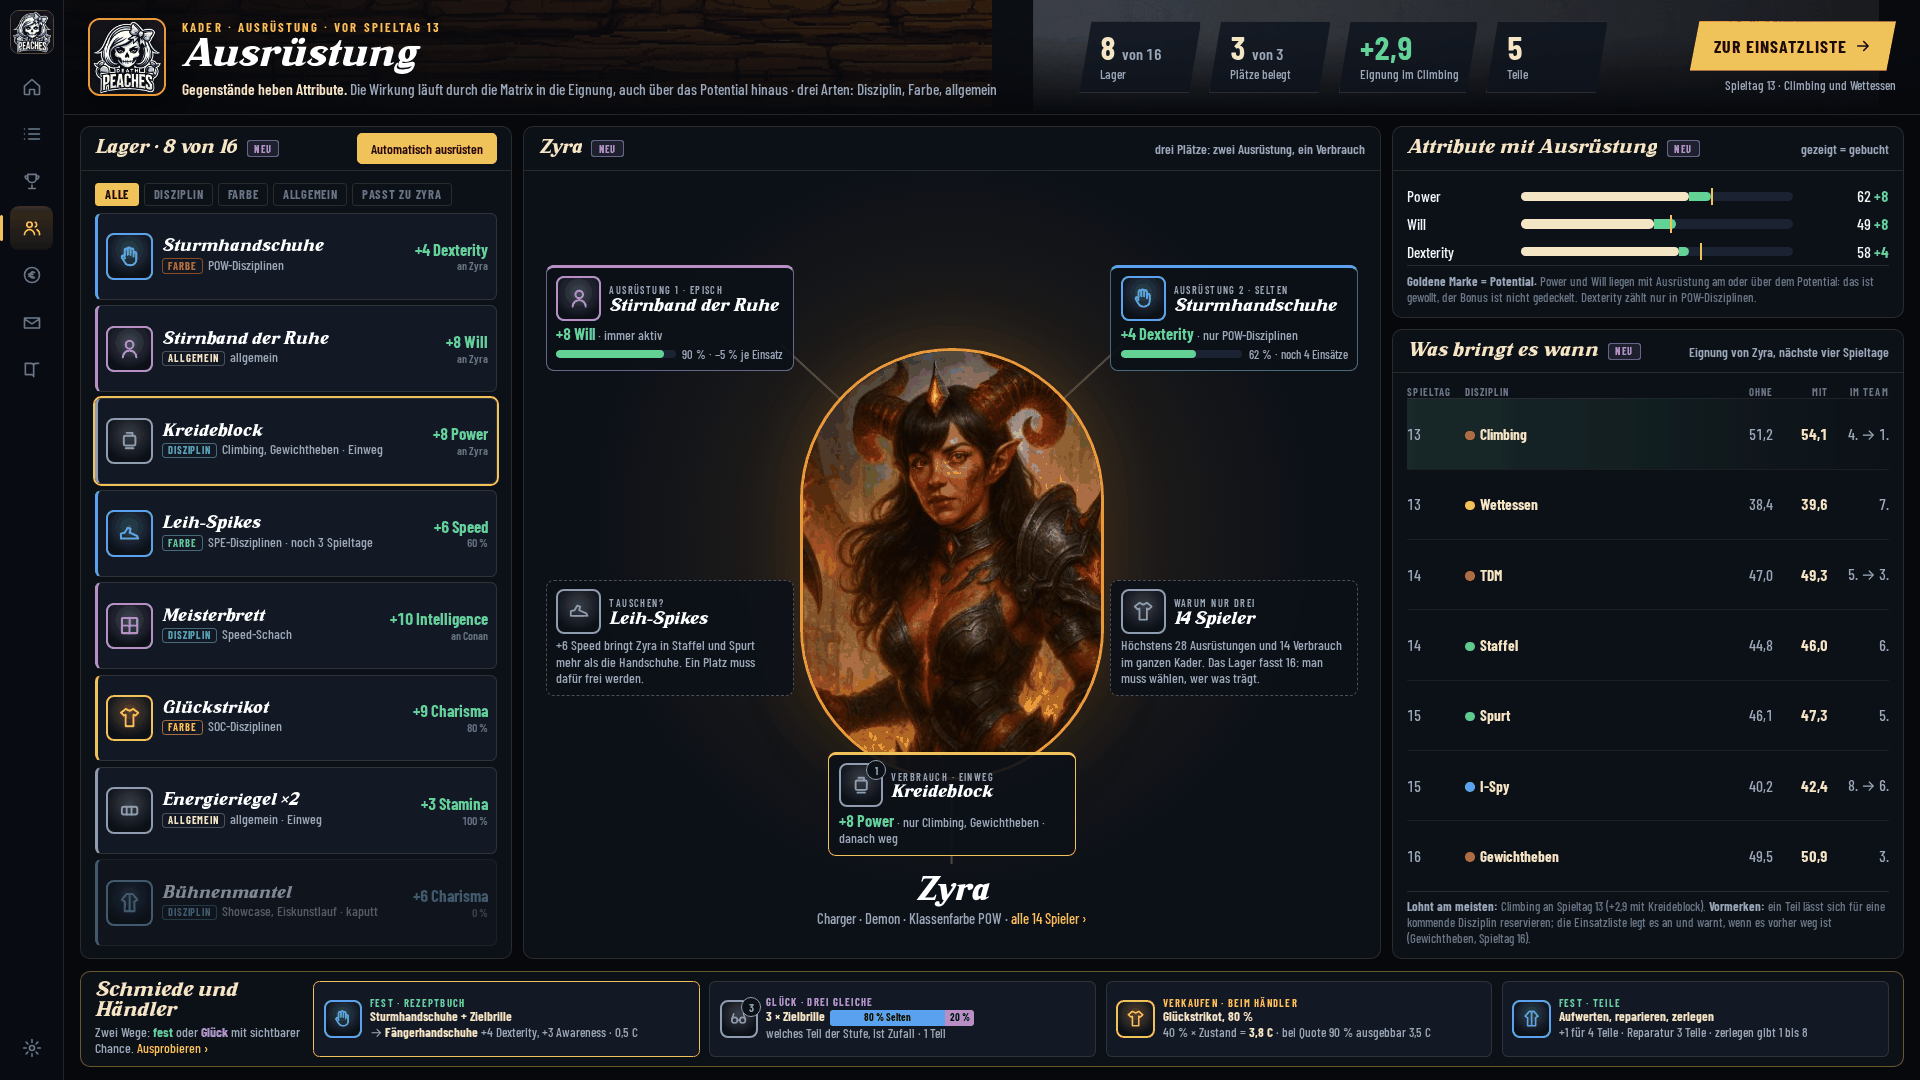 KADER · AUSRÜSTUNG · VOR SPIELTAG 13
Ausrüstung
Gegenstände heben Attribute. Die Wirkung läuft durch die Matrix in die Eignung, auch über das Potential hinaus · drei Arten: Disziplin, Farbe, allgemein
8 von 16
Lager
3 von 3
Plätze belegt
+2,9
Eignung im Climbing
5
Teile
ZUR EINSATZLISTE →
Spieltag 13 · Climbing und Wettessen
DEATH
PEACHES
Lager · 8 von 16 NEU
Automatisch ausrüsten
ALLE DISZIPLIN FARBE ALLGEMEIN PASST ZU ZYRA
Sturmhandschuhe
FARBE POW-Disziplinen
+4 Dexterity
an Zyra
Stirnband der Ruhe
ALLGEMEIN allgemein
+8 Will
an Zyra
Kreideblock
DISZIPLIN Climbing, Gewichtheben · Einweg
+8 Power
an Zyra
Leih-Spikes
FARBE SPE-Disziplinen · noch 3 Spieltage
+6 Speed
60 %
Meisterbrett
DISZIPLIN Speed-Schach
+10 Intelligence
an Conan
Glückstrikot
FARBE SOC-Disziplinen
+9 Charisma
80 %
Energieriegel ×2
ALLGEMEIN allgemein · Einweg
+3 Stamina
100 %
Bühnenmantel
DISZIPLIN Showcase, Eiskunstlauf · kaputt
+6 Charisma
0 %
Zyra NEU
drei Plätze: zwei Ausrüstung, ein Verbrauch
AUSRÜSTUNG 1 · EPISCH
Stirnband der Ruhe
+8 Will · immer aktiv
90 % · −5 % je Einsatz
AUSRÜSTUNG 2 · SELTEN
Sturmhandschuhe
+4 Dexterity · nur POW-Disziplinen
62 % · noch 4 Einsätze
TAUSCHEN?
Leih-Spikes
+6 Speed bringt Zyra in Staffel und Spurt
mehr als die Handschuhe. Ein Platz muss
dafür frei werden.
WARUM NUR DREI
14 Spieler
Höchstens 28 Ausrüstungen und 14 Verbrauch
im ganzen Kader. Das Lager fasst 16: man
muss wählen, wer was trägt.
1
VERBRAUCH · EINWEG
Kreideblock
+8 Power · nur Climbing, Gewichtheben ·
danach weg
Zyra
Charger · Demon · Klassenfarbe POW · alle 14 Spieler ›
Attribute mit Ausrüstung NEU
gezeigt = gebucht
Power 62 +8
Will 49 +8
Dexterity 58 +4
Goldene Marke = Potential. Power und Will liegen mit Ausrüstung am oder über dem Potential: das ist
gewollt, der Bonus ist nicht gedeckelt. Dexterity zählt nur in POW-Disziplinen.
Was bringt es wann NEU
Eignung von Zyra, nächste vier Spieltage
SPIELTAG DISZIPLIN OHNE MIT IM TEAM
13 Climbing 51,2 54,1 4. → 1.
13 Wettessen 38,4 39,6 7.
14 TDM 47,0 49,3 5. → 3.
14 Staffel 44,8 46,0 6.
15 Spurt 46,1 47,3 5.
15 I-Spy 40,2 42,4 8. → 6.
16 Gewichtheben 49,5 50,9 3.
Lohnt am meisten: Climbing an Spieltag 13 (+2,9 mit Kreideblock). Vormerken: ein Teil lässt sich für eine
kommende Disziplin reservieren; die Einsatzliste legt es an und warnt, wenn es vorher weg ist
(Gewichtheben, Spieltag 16).
Schmiede und
Händler
Zwei Wege: fest oder Glück mit sichtbarer
Chance. Ausprobieren ›
FEST · REZEPTBUCH
Sturmhandschuhe + Zielbrille
→ Fängerhandschuhe +4 Dexterity, +3 Awareness · 0,5 C
3
GLÜCK · DREI GLEICHE
3 × Zielbrille 80 % Selten 20 %
welches Teil der Stufe, ist Zufall · 1 Teil
VERKAUFEN · BEIM HÄNDLER
Glückstrikot, 80 %
40 % × Zustand = 3,8 C · bei Quote 90 % ausgebbar 3,5 C
FEST · TEILE
Aufwerten, reparieren, zerlegen
+1 für 4 Teile · Reparatur 3 Teile · zerlegen gibt 1 bis 8